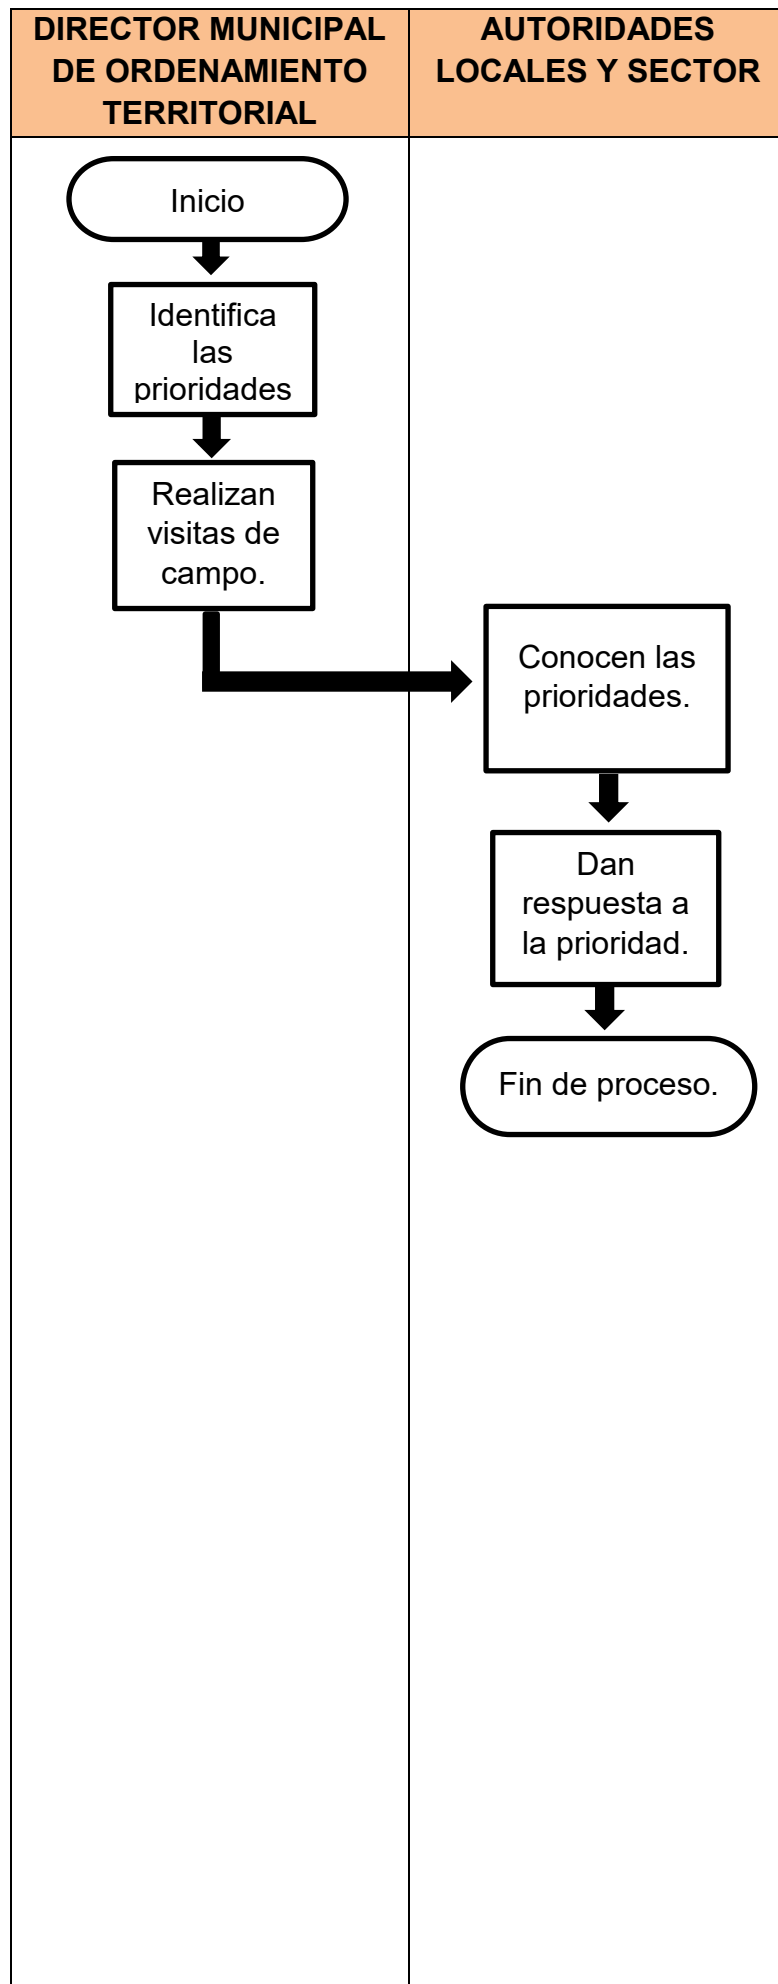 DIRECTOR MUNICIPAL
DE ORDENAMIENTO
TERRITORIAL
AUTORIDADES
LOCALES Y SECTOR
Inicio
Identifica
las
prioridades
Realizan
visitas de
campo.
Conocen las
prioridades.
Dan
respuesta a
la prioridad.
Fin de proceso.